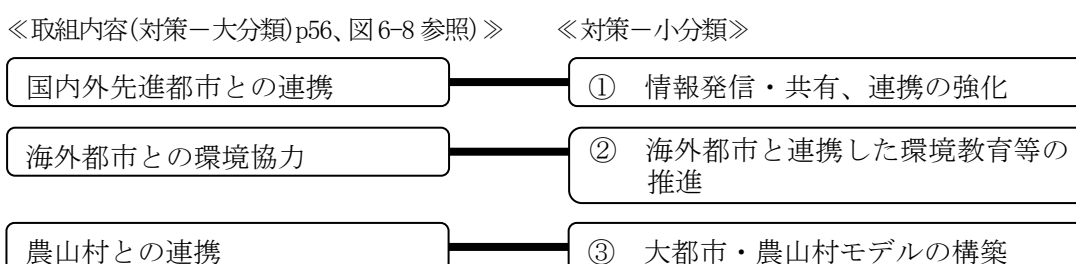 ≪取組内容(対策－大分類)p56、図6-8参照)≫ ≪対策－小分類≫
国内外先進都市との連携 ① 情報発信・共有、連携の強化
海外都市との環境協力 ② 海外都市と連携した環境教育等の
推進
農山村との連携 ③ 大都市・農山村モデルの構築